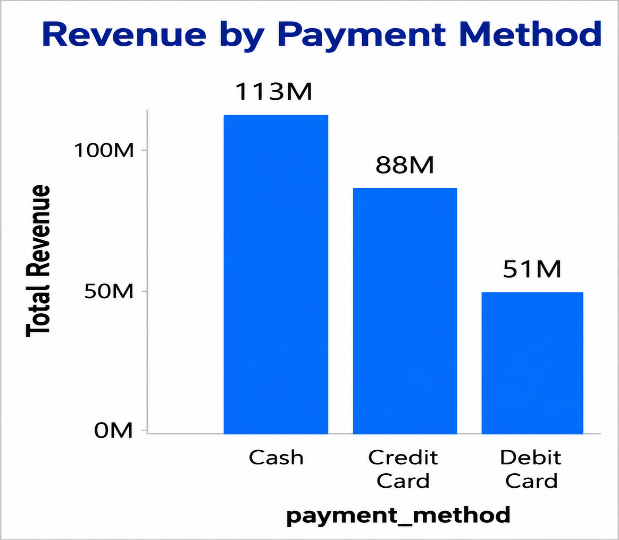 Revenue by Payment Method
113M
100M
88M
51M
50M
0M
Total Revenue
Cash
Credit
Card
Debit
Card
payment_method